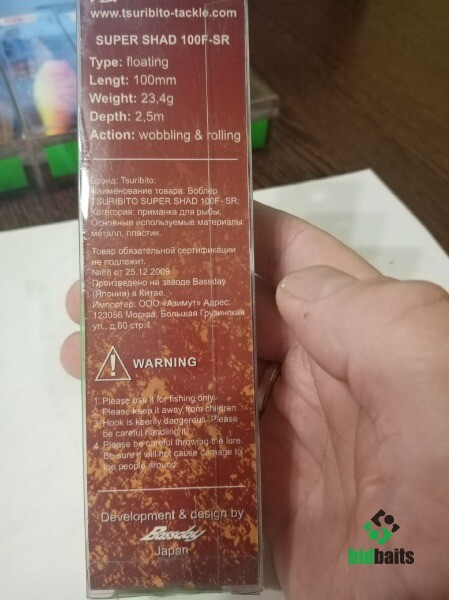 www.tsuribito-tackle.com
SUPER SHAD 100F-SR
Type: floating
Lengt: 100mm
Weight: 23,4g
Depth: 2,5m
Action: wobbling & rolling
Брэнд: Tsuribito;
Наименование товара: Воблер
TSURIBITO SUPER SHAD 100F- SR;
Категория: приманка для рыбы;
Основные используемые материалы:
металл, пластик.
Товар обязательной сертификации
не подлежит.
№88 от 25.12.2009
Произведено на заводе Bassday
(Япония) в Китае.
Импортер: ООО «Азимут» Адрес:
123056 Москва, Большая Грузинская
ул., д.60 стр.1
WARNING
1. Please use it for fishing only.
2. Please keep it away from children.
3. Hook is keenly dangerous. Please
be careful handling it.
4. Please be careful throwing the lure.
Be sure it will not cause damage to
the people around.
Development & design by
Bassday
Japan
bidbaits